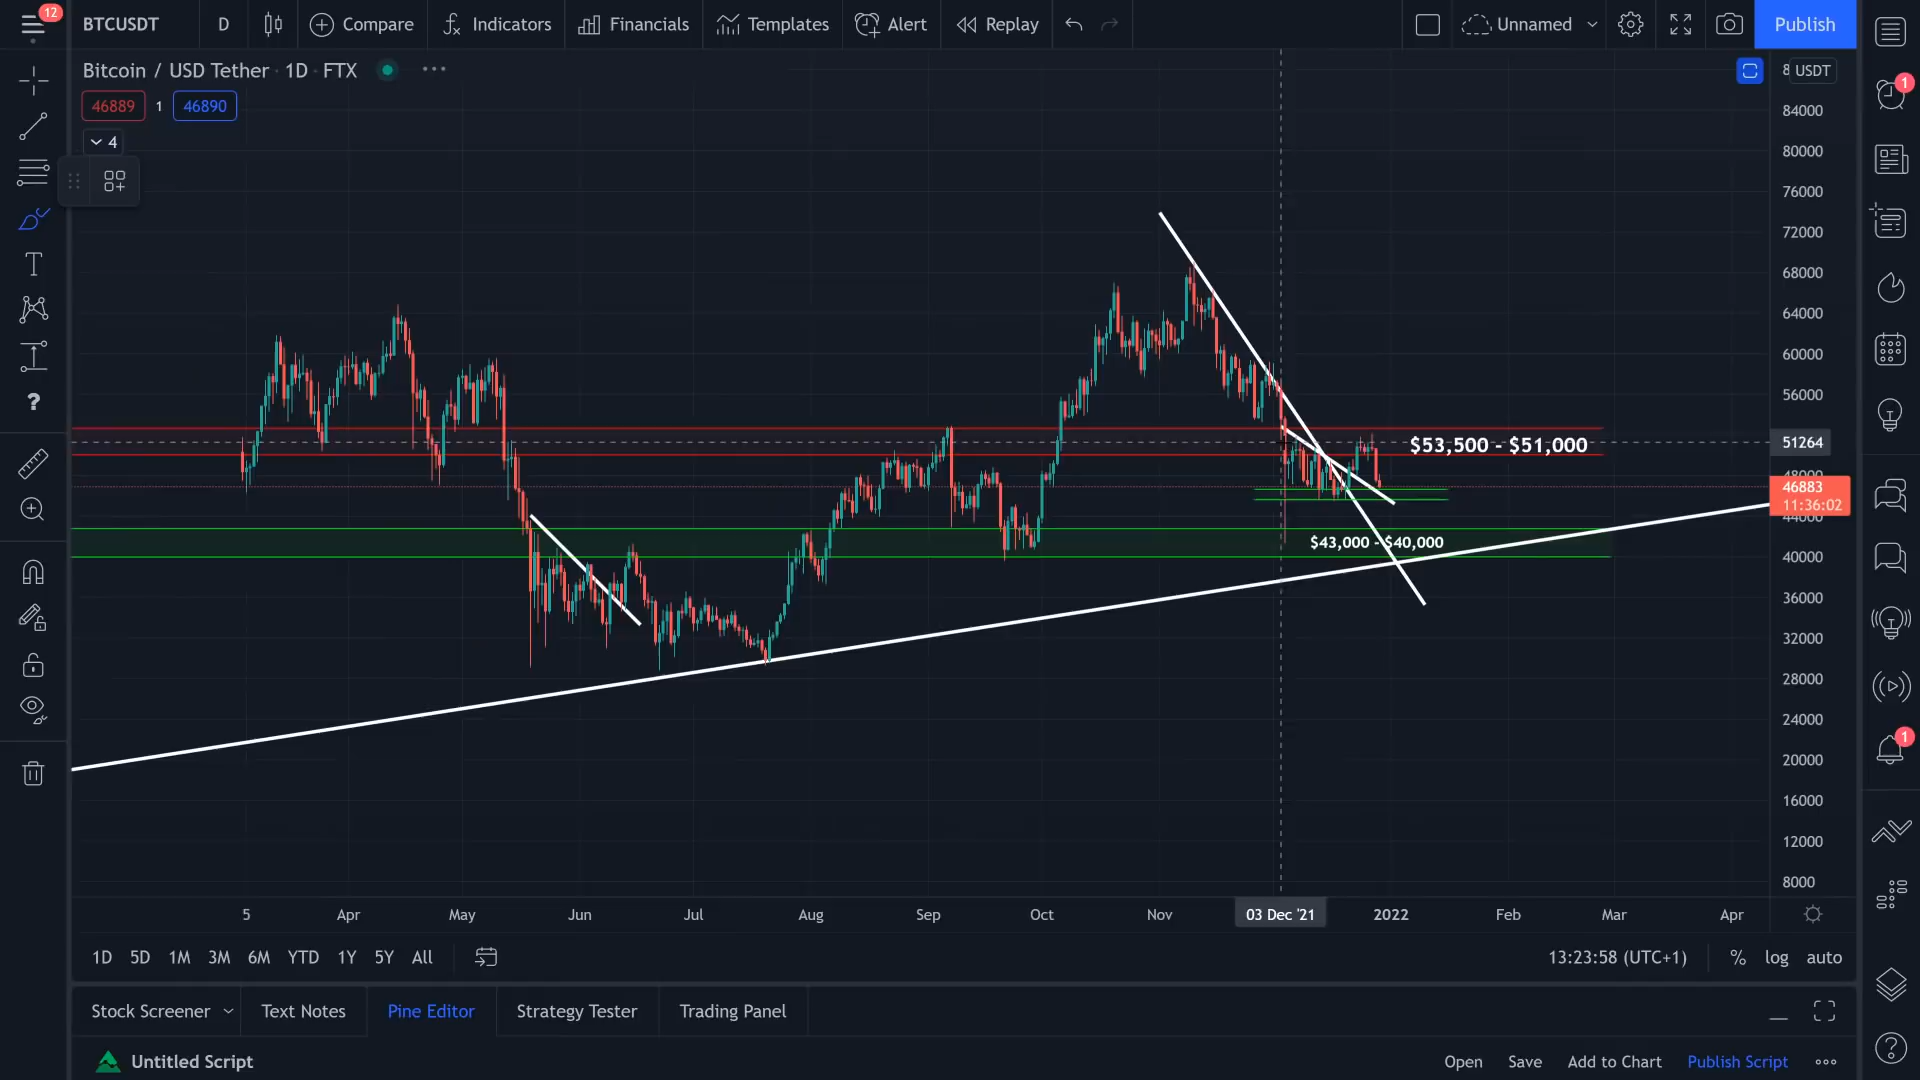 12
BTCUSDT
D
Compare
Indicators
Financials
Templates
Alert
Replay
Unnamed
Publish
Bitcoin / USD Tether · 1D · FTX
USDT
1
46889 1 46890
4
84000
80000
76000
72000
68000
64000
60000
56000
$53,500 - $51,000
51264
48000
46883
11:36:02
44000
$43,000 - $40,000
40000
36000
32000
28000
24000
20000
16000
12000
8000
1
5 Apr May Jun Jul Aug Sep Oct Nov 03 Dec '21 2022 Feb Mar Apr
1D 5D 1M 3M 6M YTD 1Y 5Y All
13:23:58 (UTC+1) % log auto
Stock Screener
Text Notes
Pine Editor
Strategy Tester
Trading Panel
Untitled Script
Open Save Add to Chart Publish Script